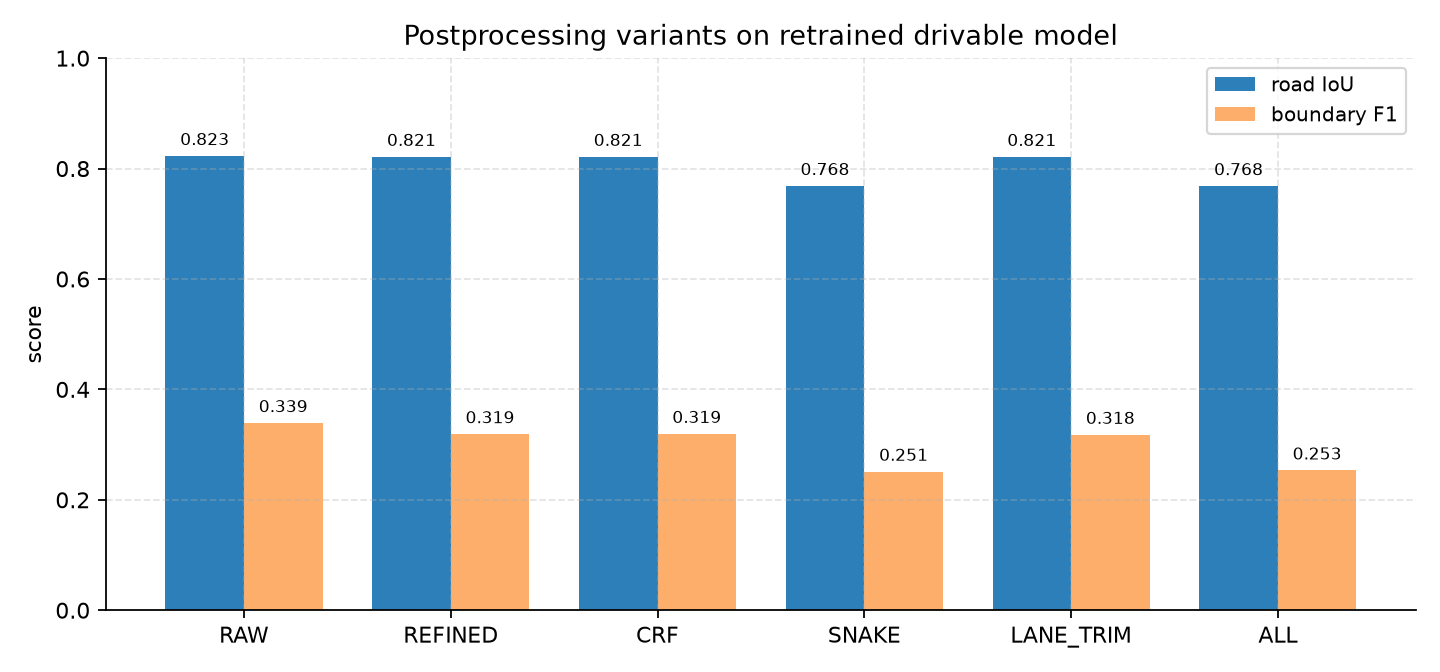 Postprocessing variants on retrained drivable model
road IoU
boundary F1
score
1.0
0.8
0.6
0.4
0.2
0.0
0.823
0.339
0.821
0.319
0.821
0.319
0.768
0.251
0.821
0.318
0.768
0.253
RAW
REFINED
CRF
SNAKE
LANE_TRIM
ALL